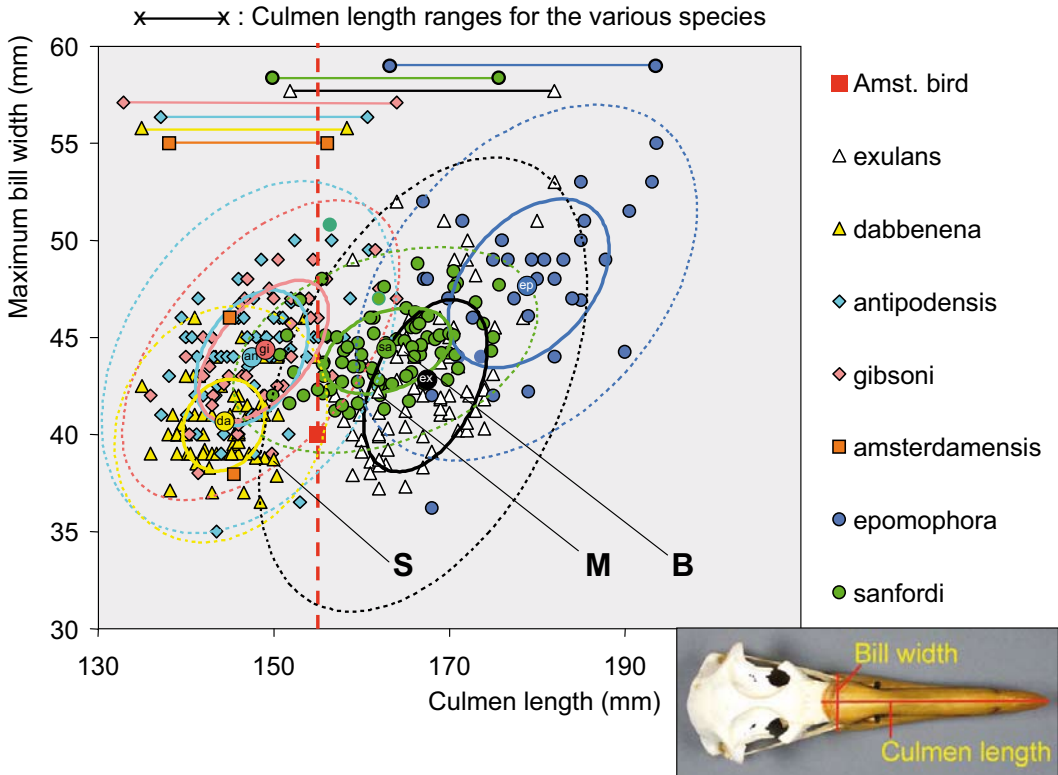 x x : Culmen length ranges for the various species
Maximum bill width (mm)
60
55
50
45
40
35
30
130
150
170
190
Culmen length (mm)
an
gi
da
sa
ex
ep
S
M
B
Amst. bird
exulans
dabbenena
antipodensis
gibsoni
amsterdamensis
epomophora
sanfordi
Bill width
Culmen length